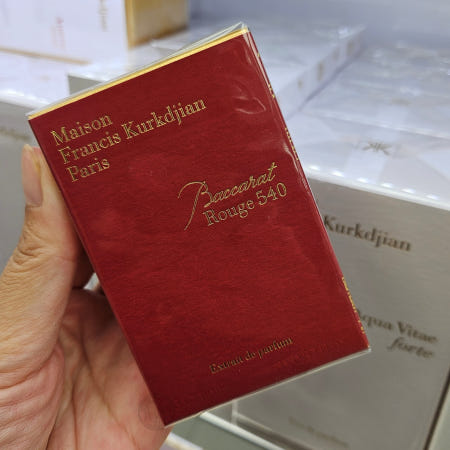 Maison
Francis Kurkdjian
Paris
Baccarat
Rouge 540
Extrait de parfum
Kurkdjian
Aqua Vitae
forte